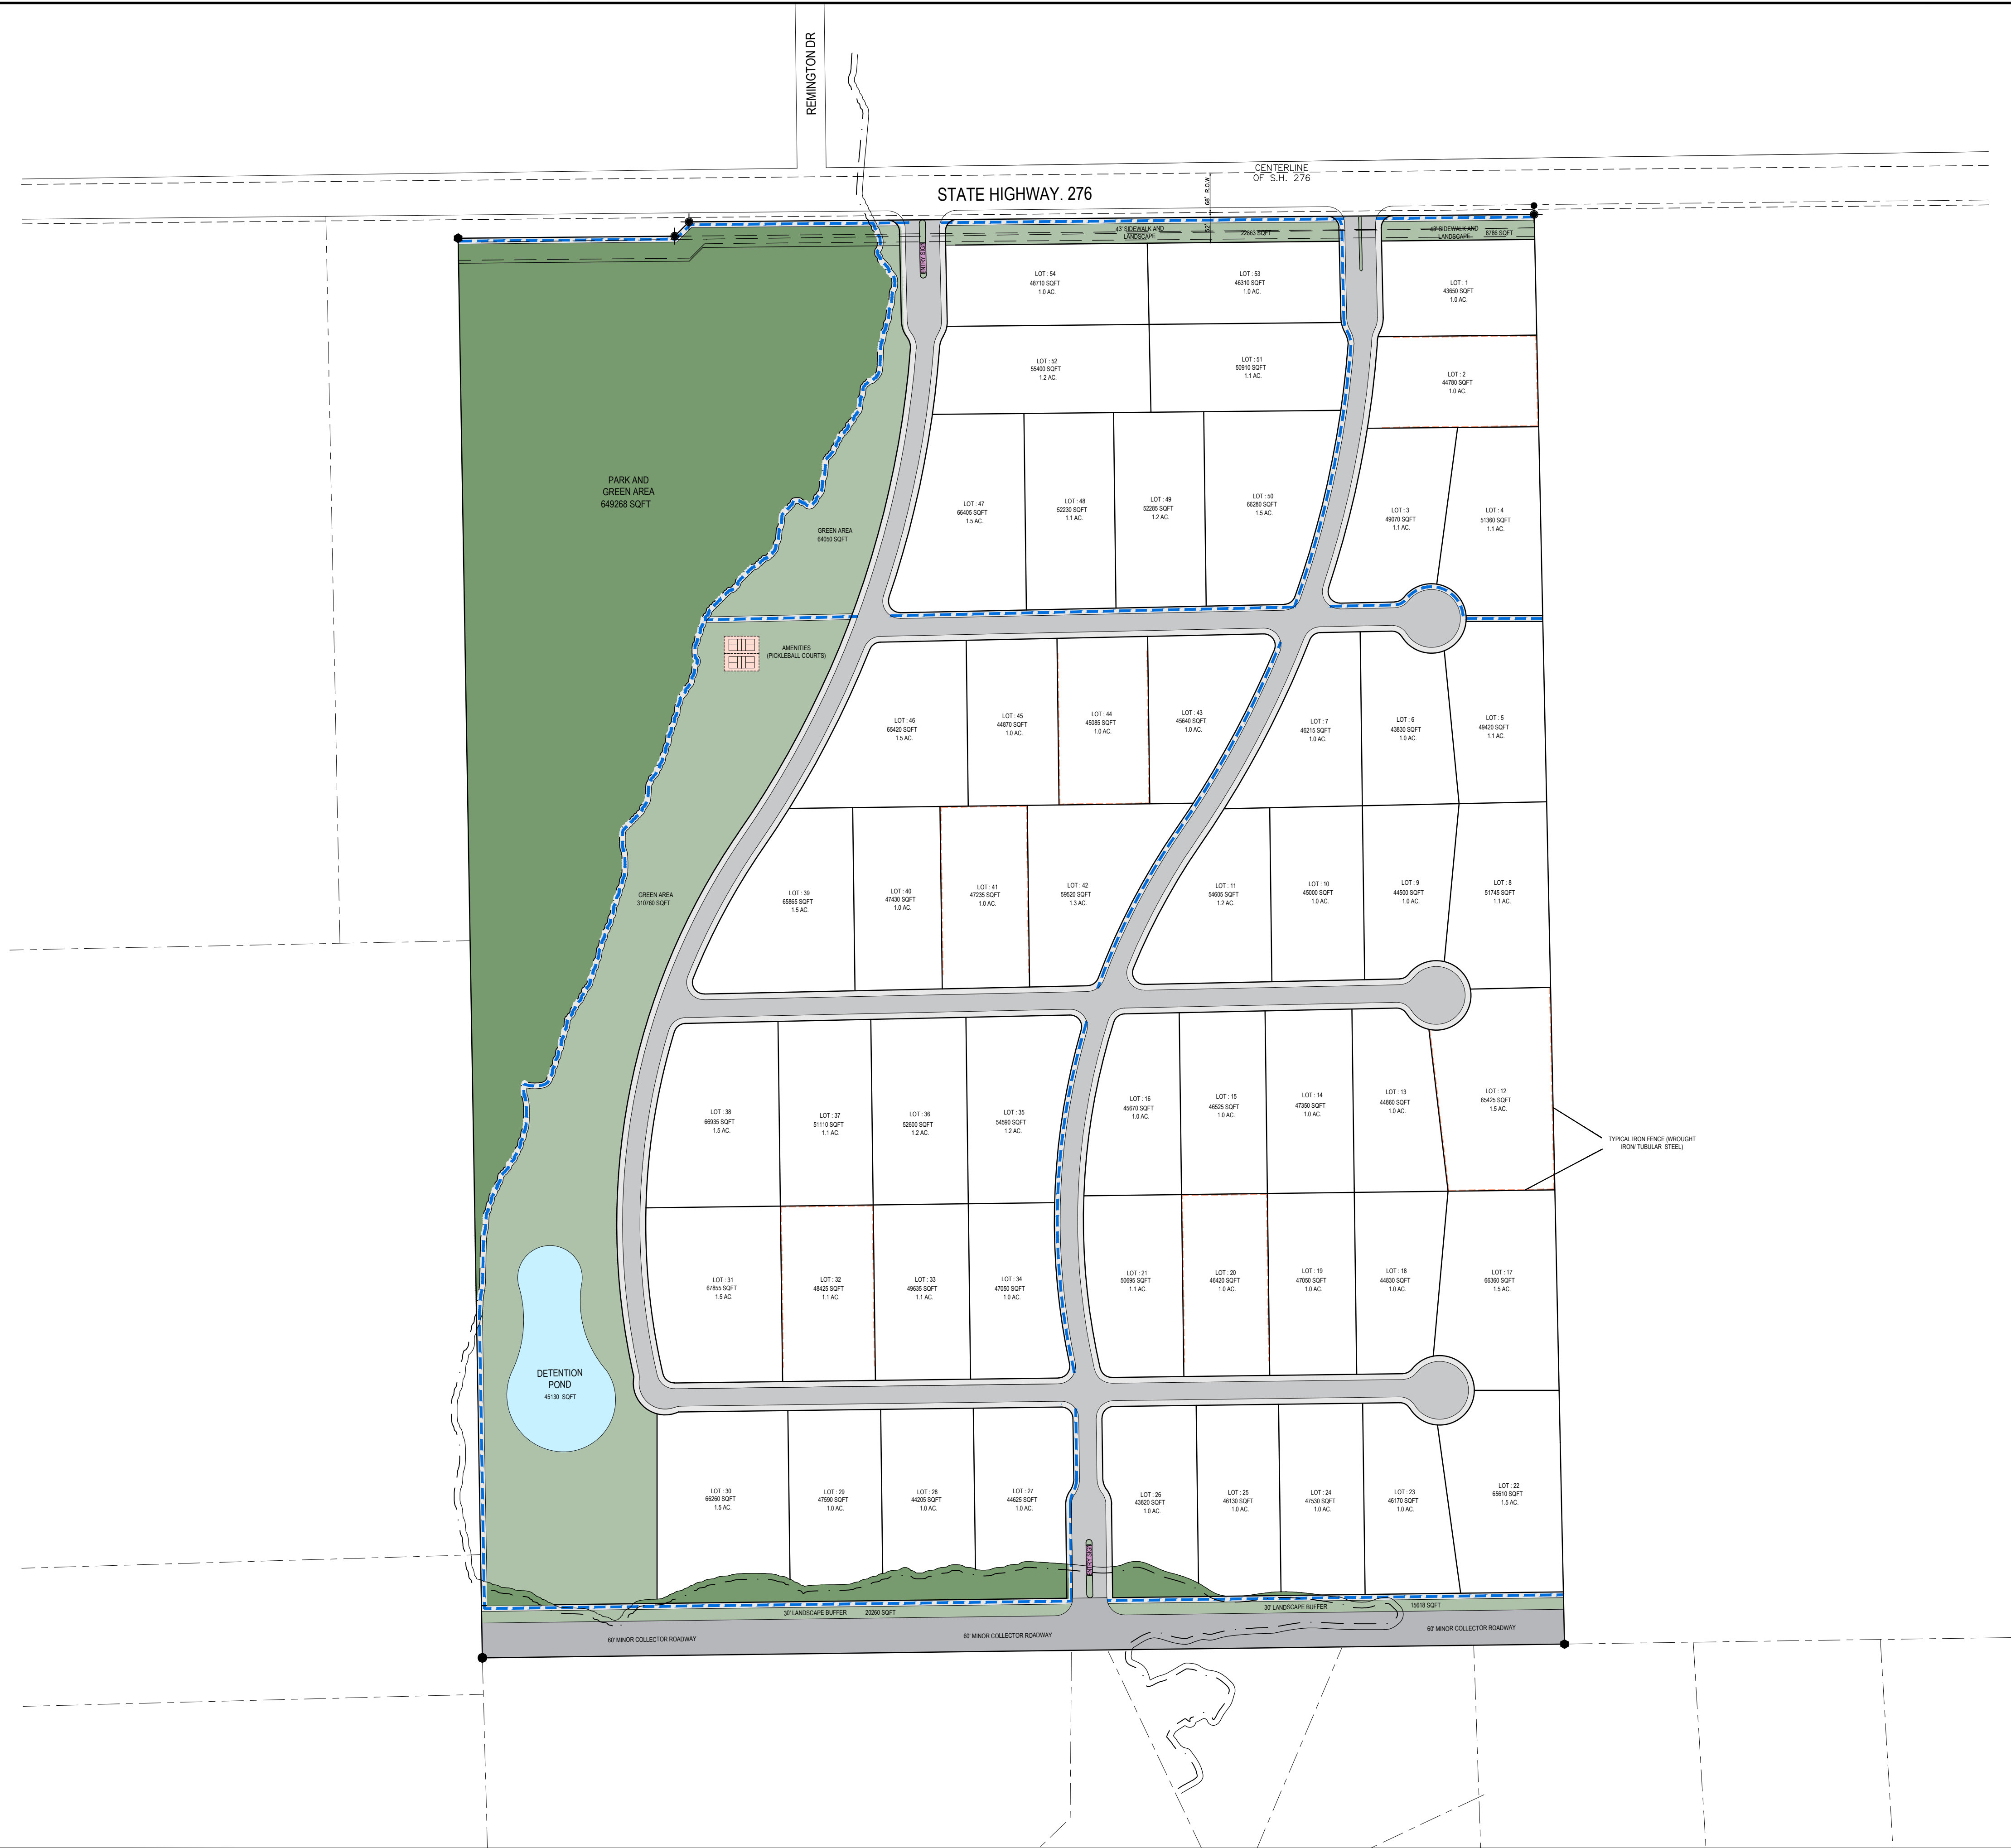 REMINGTON DR
CENTERLINE
OF S.H. 276
STATE HIGHWAY. 276
68' R.O.W
52'
ENTRY SIGN
43' SIDEWALK AND
LANDSCAPE
22863 SQFT
43' SIDEWALK AND
LANDSCAPE
8786 SQFT
LOT : 54
48710 SQFT
1.0 AC.
LOT : 53
46310 SQFT
1.0 AC.
LOT : 1
43650 SQFT
1.0 AC.
LOT : 52
55400 SQFT
1.2 AC.
LOT : 51
50910 SQFT
1.1 AC.
LOT : 2
44780 SQFT
1.0 AC.
PARK AND
GREEN AREA
649268 SQFT
GREEN AREA
64050 SQFT
LOT : 47
66405 SQFT
1.5 AC.
LOT : 48
52230 SQFT
1.1 AC.
LOT : 49
52285 SQFT
1.2 AC.
LOT : 50
66280 SQFT
1.5 AC.
LOT : 3
49070 SQFT
1.1 AC.
LOT : 4
51360 SQFT
1.1 AC.
AMENITIES
(PICKLEBALL COURTS)
LOT : 46
65420 SQFT
1.5 AC.
LOT : 45
44870 SQFT
1.0 AC.
LOT : 44
45085 SQFT
1.0 AC.
LOT : 43
45640 SQFT
1.0 AC.
LOT : 7
46215 SQFT
1.0 AC.
LOT : 6
43830 SQFT
1.0 AC.
LOT : 5
49420 SQFT
1.1 AC.
GREEN AREA
310760 SQFT
LOT : 39
65865 SQFT
1.5 AC.
LOT : 40
47430 SQFT
1.0 AC.
LOT : 41
47235 SQFT
1.0 AC.
LOT : 42
59520 SQFT
1.3 AC.
LOT : 11
54605 SQFT
1.2 AC.
LOT : 10
45000 SQFT
1.0 AC.
LOT : 9
44500 SQFT
1.0 AC.
LOT : 8
51745 SQFT
1.1 AC.
LOT : 38
66935 SQFT
1.5 AC.
LOT : 37
51110 SQFT
1.1 AC.
LOT : 36
52600 SQFT
1.2 AC.
LOT : 35
54590 SQFT
1.2 AC.
LOT : 16
45670 SQFT
1.0 AC.
LOT : 15
46525 SQFT
1.0 AC.
LOT : 14
47350 SQFT
1.0 AC.
LOT : 13
44860 SQFT
1.0 AC.
LOT : 12
65425 SQFT
1.5 AC.
TYPICAL IRON FENCE (WROUGHT
IRON/ TUBULAR STEEL)
LOT : 31
67855 SQFT
1.5 AC.
LOT : 32
48425 SQFT
1.1 AC.
LOT : 33
49635 SQFT
1.1 AC.
LOT : 34
47050 SQFT
1.0 AC.
LOT : 21
50695 SQFT
1.1 AC.
LOT : 20
46420 SQFT
1.0 AC.
LOT : 19
47050 SQFT
1.0 AC.
LOT : 18
44830 SQFT
1.0 AC.
LOT : 17
66360 SQFT
1.5 AC.
DETENTION
POND
45130 SQFT
LOT : 30
66260 SQFT
1.5 AC.
LOT : 29
47590 SQFT
1.0 AC.
LOT : 28
44205 SQFT
1.0 AC.
LOT : 27
44625 SQFT
1.0 AC.
LOT : 26
43820 SQFT
1.0 AC.
LOT : 25
46130 SQFT
1.0 AC.
LOT : 24
47530 SQFT
1.0 AC.
LOT : 23
46170 SQFT
1.0 AC.
LOT : 22
65610 SQFT
1.5 AC.
ENTRY SIGN
30' LANDSCAPE BUFFER 20260 SQFT
30' LANDSCAPE BUFFER 15618 SQFT
60' MINOR COLLECTOR ROADWAY
60' MINOR COLLECTOR ROADWAY
60' MINOR COLLECTOR ROADWAY